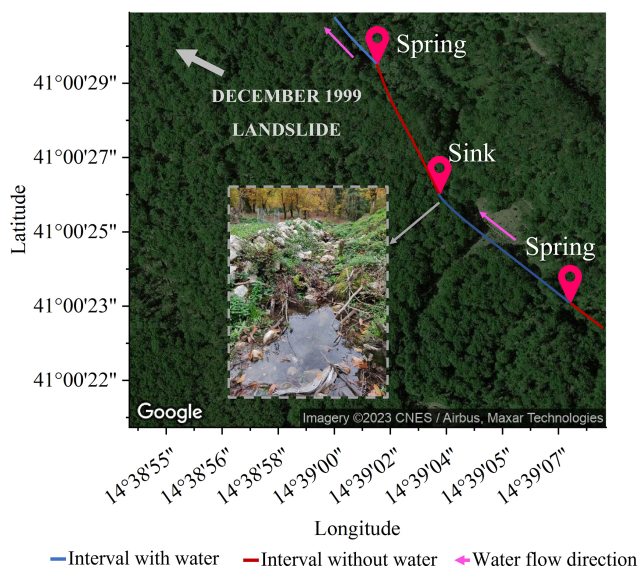 Spring
41°00'29"
DECEMBER 1999
LANDSLIDE
41°00'27"
Sink
Latitude
41°00'25"
Spring
41°00'23"
41°00'22"
Google
Imagery ©2023 CNES / Airbus, Maxar Technologies
14°38'55"
14°38'56"
14°38'58"
14°39'00"
14°39'02"
14°39'04"
14°39'05"
14°39'07"
Longitude
Interval with water
Interval without water
Water flow direction